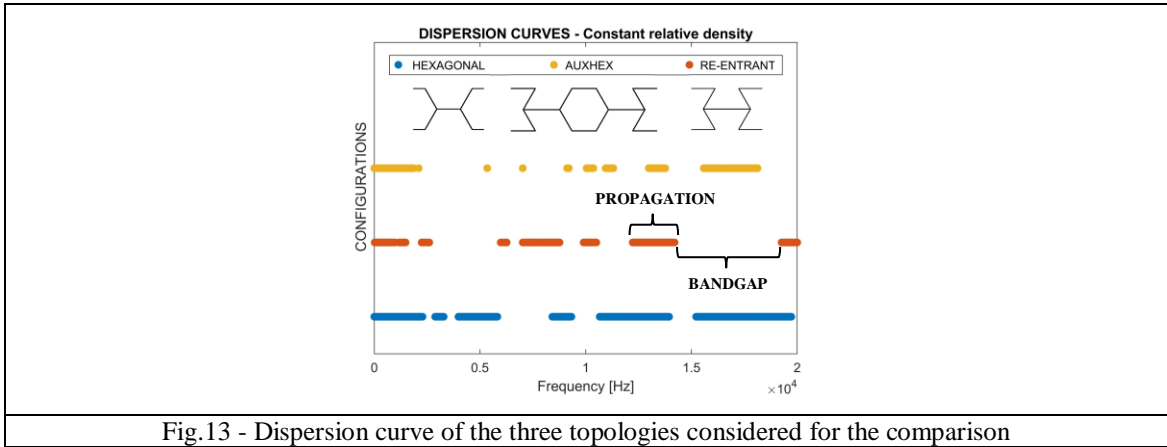 DISPERSION CURVES - Constant relative density
HEXAGONAL AUXHEX RE-ENTRANT
CONFIGURATIONS
PROPAGATION
BANDGAP
0 0.5 1 1.5 2
Frequency [Hz] ×10⁴
Fig.13 - Dispersion curve of the three topologies considered for the comparison